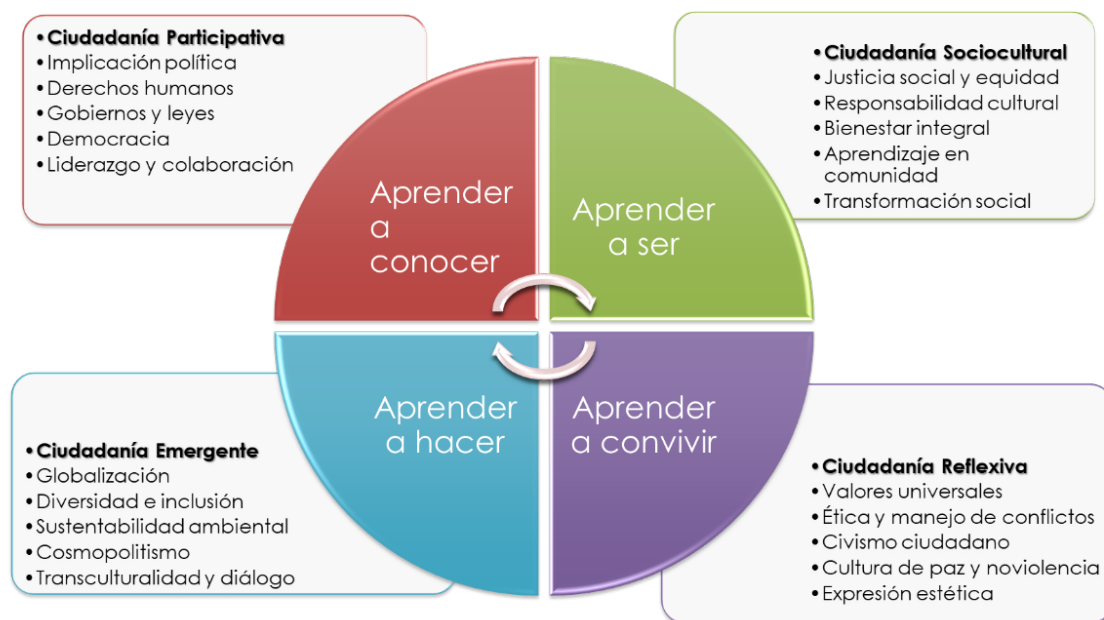 •Ciudadanía Participativa
•Implicación política
•Derechos humanos
•Gobiernos y leyes
•Democracia
•Liderazgo y colaboración
•Ciudadanía Sociocultural
•Justicia social y equidad
•Responsabilidad cultural
•Bienestar integral
•Aprendizaje en
comunidad
•Transformación social
Aprender
a
conocer
Aprender
a ser
Aprender
a hacer
Aprender
a convivir
•Ciudadanía Emergente
•Globalización
•Diversidad e inclusión
•Sustentabilidad ambiental
•Cosmopolitismo
•Transculturalidad y diálogo
•Ciudadanía Reflexiva
•Valores universales
•Ética y manejo de conflictos
•Civismo ciudadano
•Cultura de paz y noviolencia
•Expresión estética